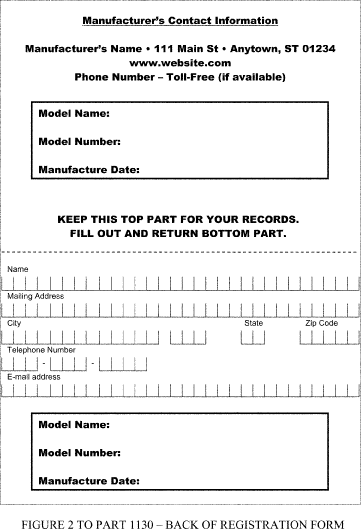 Manufacturer's Contact Information
Manufacturer's Name • 111 Main St • Anytown, ST 01234
www.website.com
Phone Number – Toll-Free (if available)
Model Name:
Model Number:
Manufacture Date:
KEEP THIS TOP PART FOR YOUR RECORDS.
FILL OUT AND RETURN BOTTOM PART.
Name
Mailing Address
City State Zip Code
Telephone Number
- -
E-mail address
Model Name:
Model Number:
Manufacture Date:
FIGURE 2 TO PART 1130 – BACK OF REGISTRATION FORM